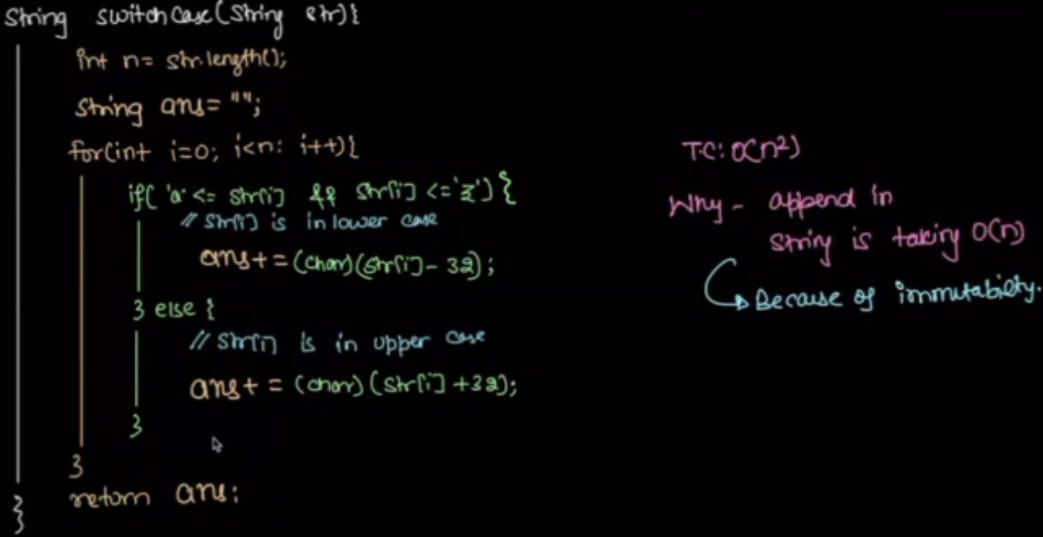 String switchCase(String str){
int n= str.length();
String ans= "";
for(int i=0; i<n: i++){
if( 'a' <= str[i] && str[i] <='z') {
// str[i] is in lower case
ans+ = (char)(str[i]- 32);
} else {
// str[i] is in upper case
ans+ = (char) (str[i] +32);
}
}
return ans:
}
T.C: O(n²)
Why - append in
string is taking O(n)
Because of immutability.